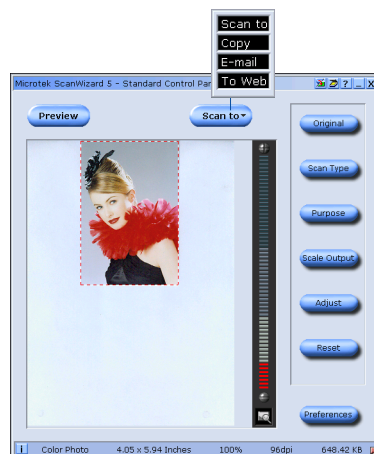 Scan to
Copy
E-mail
To Web
Microtek ScanWizard 5 - Standard Control Par
Preview
Scan to
Original
Scan Type
Purpose
Scale Output
Adjust
Reset
Preferences
Color Photo 4.05 x 5.94 Inches 100% 96dpi 648.42 KB